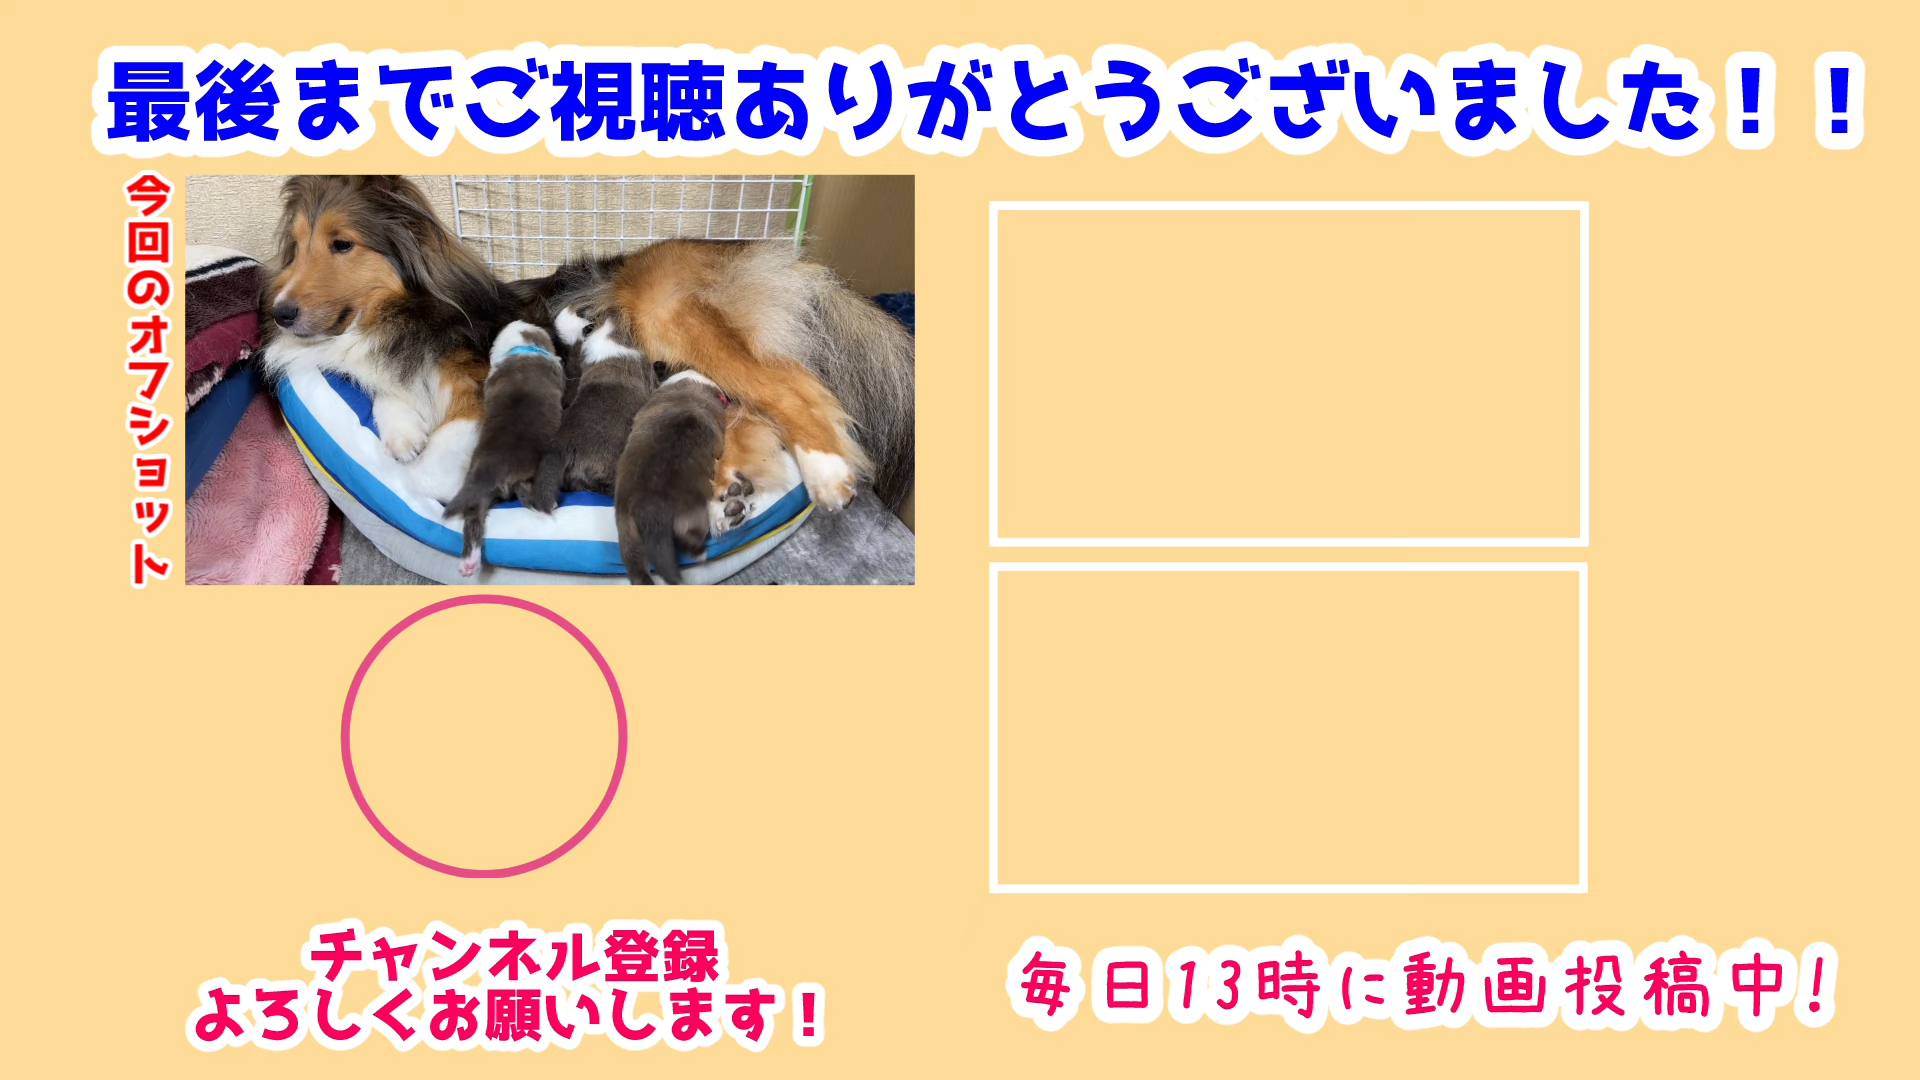 最後までご視聴ありがとうございました！！
今回のオフショット
チャンネル登録
よろしくお願いします！
毎日13時に動画投稿中！